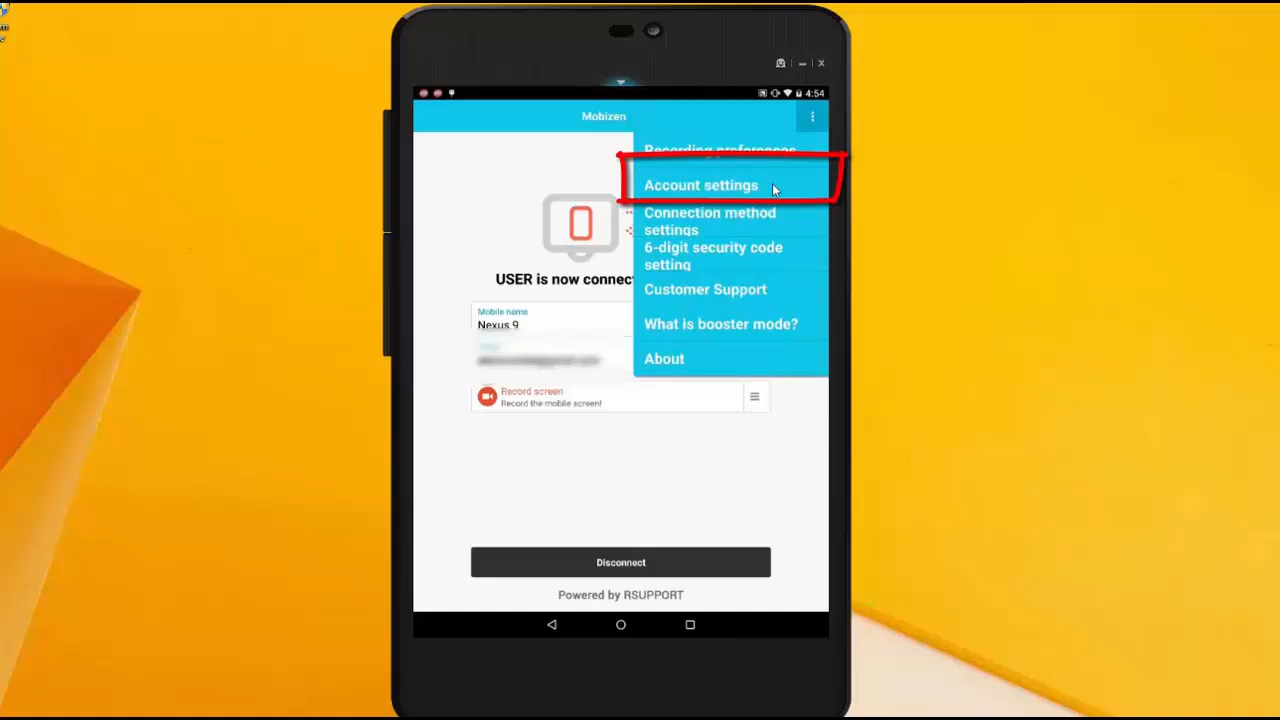 4:54
Mobizen
Recording preferences
Account settings
Connection method
settings
6-digit security code
setting
Customer Support
What is booster mode?
About
USER is now connec
Mobile name
Nexus 9
Record screen
Record the mobile screen!
Disconnect
Powered by RSUPPORT